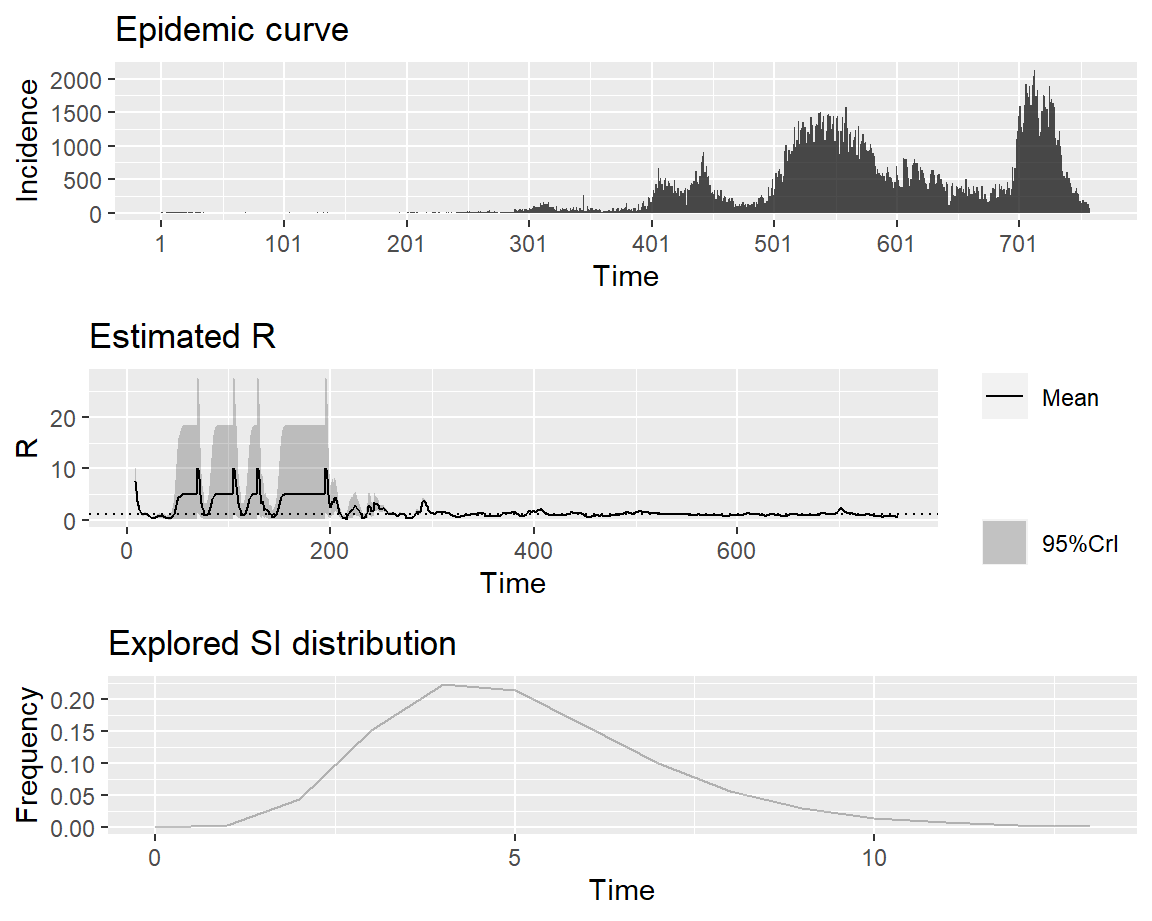 Epidemic curve
Incidence
2000
1500
1000
500
0
1 101 201 301 401 501 601 701
Time
Estimated R
R
20
10
0
0 200 400 600
Time
Mean
95%CrI
Explored SI distribution
Frequency
0.20
0.15
0.10
0.05
0.00
0 5 10
Time